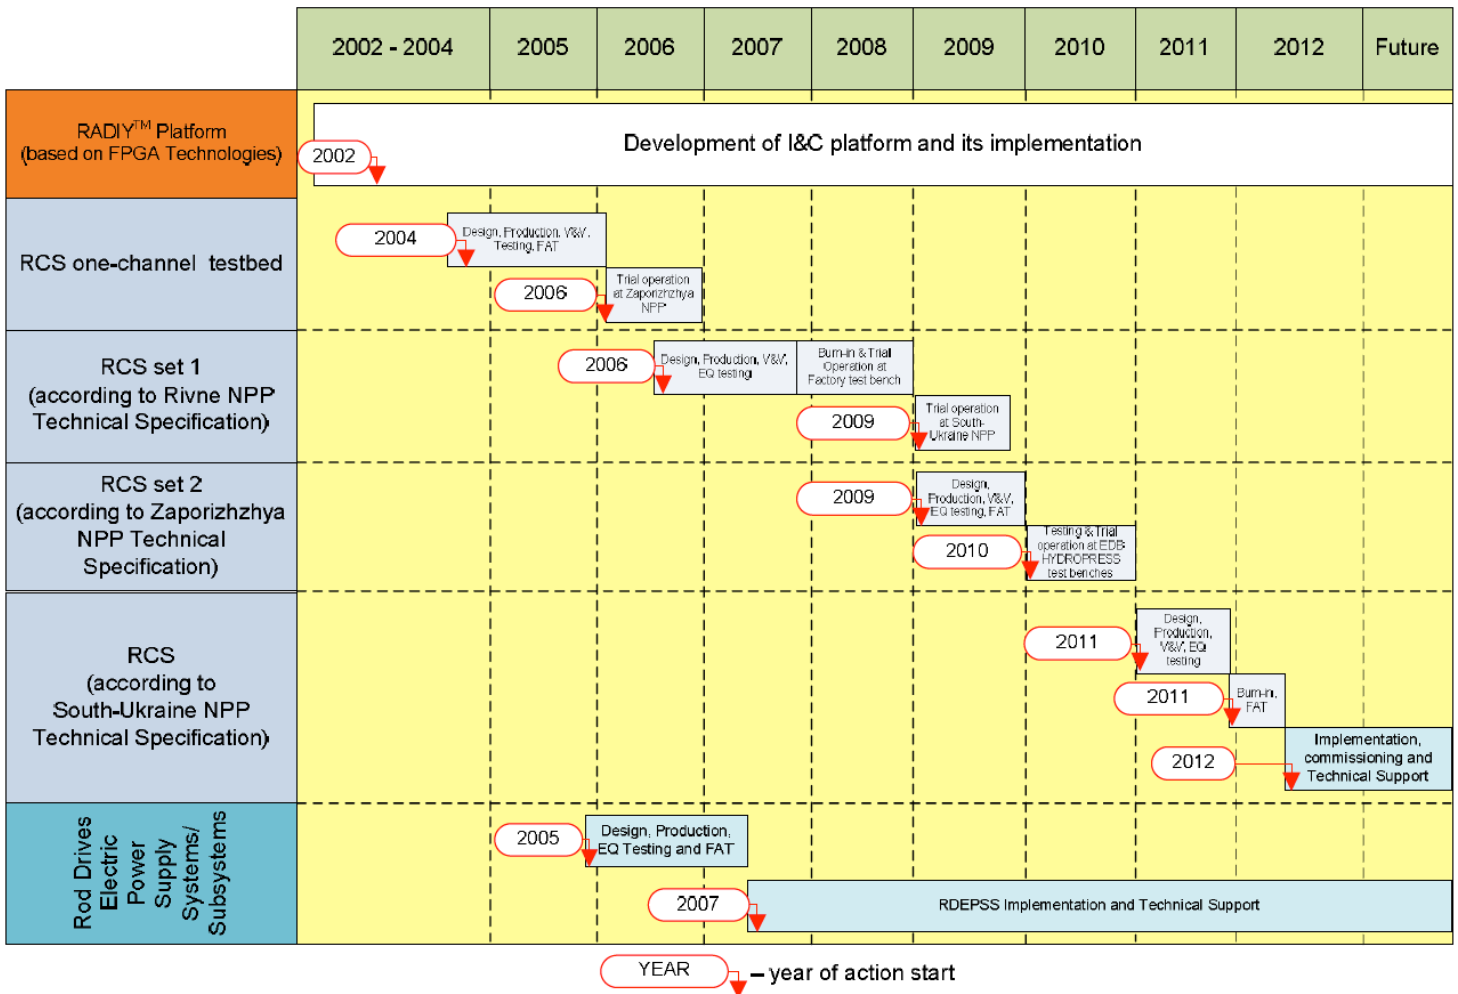 2002 - 2004
2005
2006
2007
2008
2009
2010
2011
2012
Future
RADIY™ Platform
(based on FPGA Technologies)
2002
Development of I&C platform and its implementation
RCS one-channel testbed
2004
Design, Production, V&V,
Testing, FAT
2006
Trial operation
at Zaporizhzhya
NPP
RCS set 1
(according to Rivne NPP
Technical Specification)
2006
Design, Production, V&V,
EQ testing
Burn-in & Trial
Operation at
Factory test bench
2009
Trial operation
at South-
Ukraine NPP
RCS set 2
(according to Zaporizhzhya
NPP Technical
Specification)
2009
Design,
Production, V&V,
EQ testing, FAT
2010
Testing & Trial
operation at EDB
HYDROPRESS
test benches
RCS
(according to
South-Ukraine NPP
Technical Specification)
2011
Design,
Production,
V&V, EQ
testing
2011
Burn-in,
FAT
2012
Implementation,
commissioning and
Technical Support
Rod Drives
Electric
Power
Supply
Systems/
Subsystems
2005
Design, Production,
EQ Testing and FAT
2007
RDEPSS Implementation and Technical Support
YEAR
– year of action start